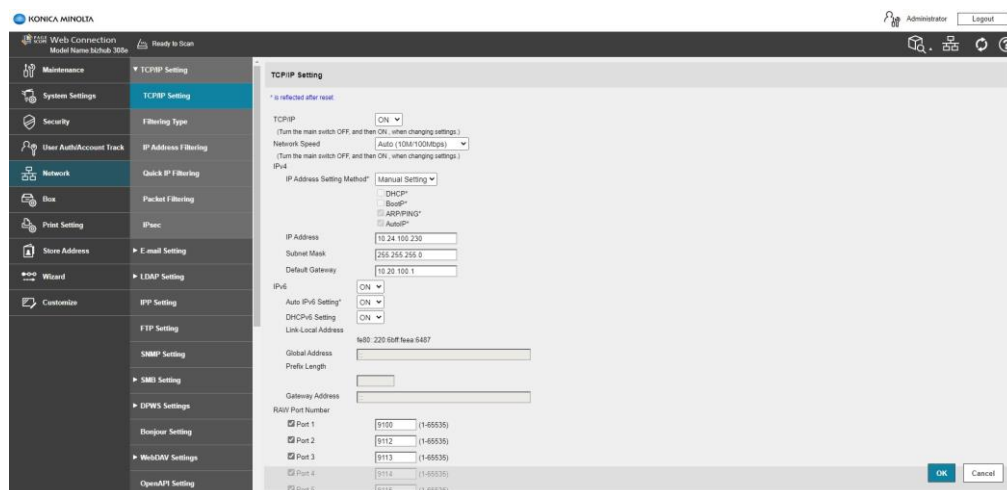 KONICA MINOLTA
Administrator
Logout
PAGE SCOPE Web Connection
Model Name:bizhub 308e
Ready to Scan
Maintenance
System Settings
Security
User Auth/Account Track
Network
Box
Print Setting
Store Address
Wizard
Customize
▼ TCP/IP Setting
TCP/IP Setting
Filtering Type
IP Address Filtering
Quick IP Filtering
Packet Filtering
IPsec
► E-mail Setting
► LDAP Setting
IPP Setting
FTP Setting
SNMP Setting
► SMB Setting
► DPWS Settings
Bonjour Setting
► WebDAV Settings
OpenAPI Setting
TCP/IP Setting
* is reflected after reset.
TCP/IP ON
(Turn the main switch OFF, and then ON , when changing settings.)
Network Speed Auto (10M/100Mbps)
(Turn the main switch OFF, and then ON , when changing settings.)
IPv4
IP Address Setting Method* Manual Setting
DHCP*
BootP*
ARP/PING*
AutoIP*
IP Address 10.24.100.230
Subnet Mask 255.255.255.0
Default Gateway 10.20.100.1
IPv6 ON
Auto IPv6 Setting* ON
DHCPv6 Setting ON
Link-Local Address
fe80::220:6bff:feea:6487
Global Address ::
Prefix Length
Gateway Address ::
RAW Port Number
Port 1 9100 (1-65535)
Port 2 9112 (1-65535)
Port 3 9113 (1-65535)
Port 4 9114 (1-65535)
Port 5 9115 (1-65535)
OK
Cancel